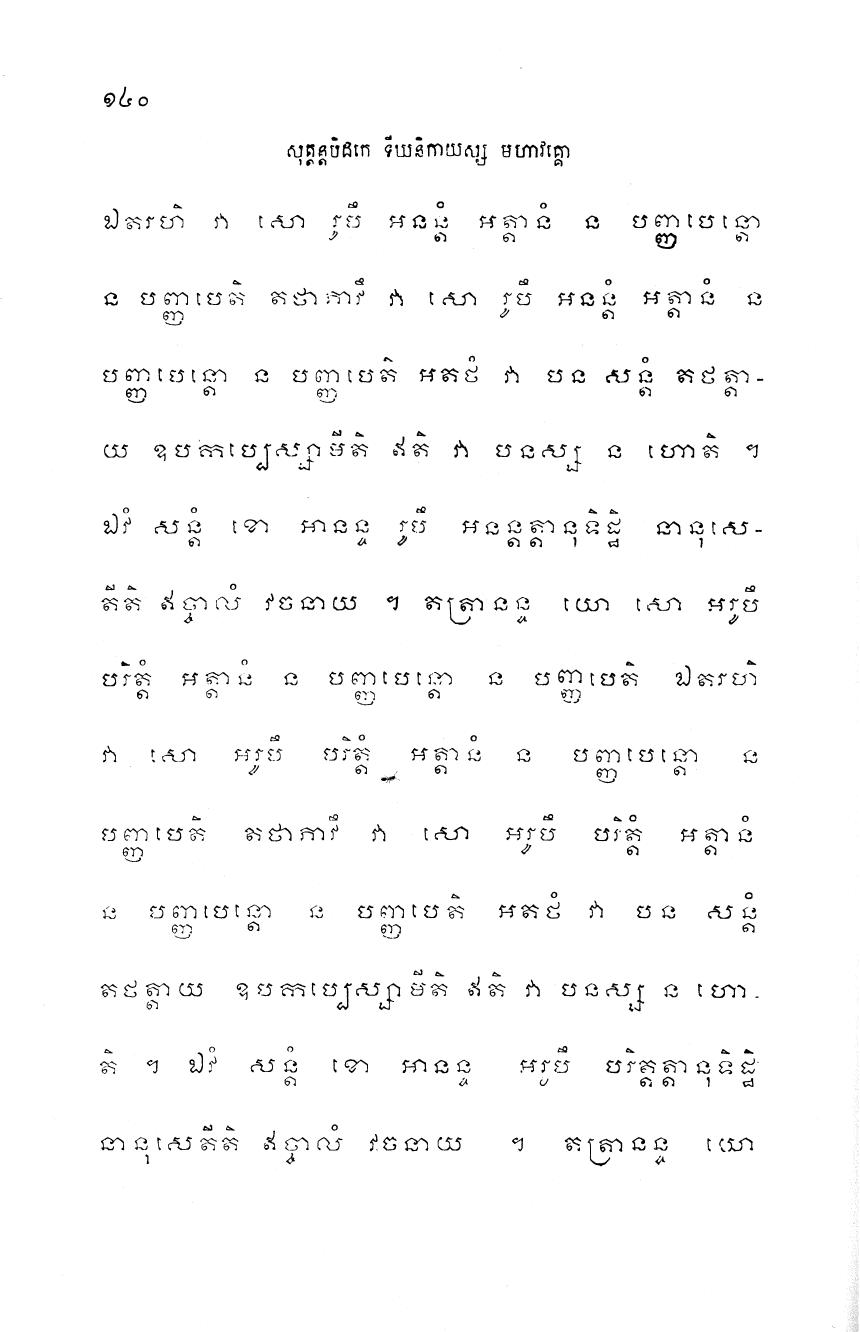 ១៤០
សុត្តន្តបិដកេ ទីឃនិកាយស្ស មហាវគ្គោ
ឯតរហិ វា សោ រូបឹ អនន្តំ អត្តានំ ន បញ្ញាបេន្តោ
ន បញ្ញាបេតិ តថាភាវឹ វា សោ រូបឹ អនន្តំ អត្តានំ ន
បញ្ញាបេន្តោ ន បញ្ញាបេតិ អតថំ វា បន សន្តំ តថត្តា-
យ ឧបកប្បេស្សាមីតិ ឥតិ វា បនស្ស ន ហោតិ ។
ឯវំ សន្តំ ខោ អានន្ទ រូបឹ អនន្តត្តានុទិដ្ឋិ នានុសេ-
តីតិ ឥច្ចាលំ វចនាយ ។ តត្រានន្ទ យោ សោ អរូបឹ
បរិត្តំ អត្តានំ ន បញ្ញាបេន្តោ ន បញ្ញាបេតិ ឯតរហិ
វា សោ អរូបឹ បរិត្តំ អត្តានំ ន បញ្ញាបេន្តោ ន
បញ្ញាបេតិ តថាភាវឹ វា សោ អរូបឹ បរិត្តំ អត្តានំ
ន បញ្ញាបេន្តោ ន បញ្ញាបេតិ អតថំ វា បន សន្តំ
តថត្តាយ ឧបកប្បេស្សាមីតិ ឥតិ វា បនស្ស ន ហោ-
តិ ។ ឯវំ សន្តំ ខោ អានន្ទ អរូបឹ បរិត្តត្តានុទិដ្ឋិ
នានុសេតីតិ ឥច្ចាលំ វចនាយ ។ តត្រានន្ទ យោ